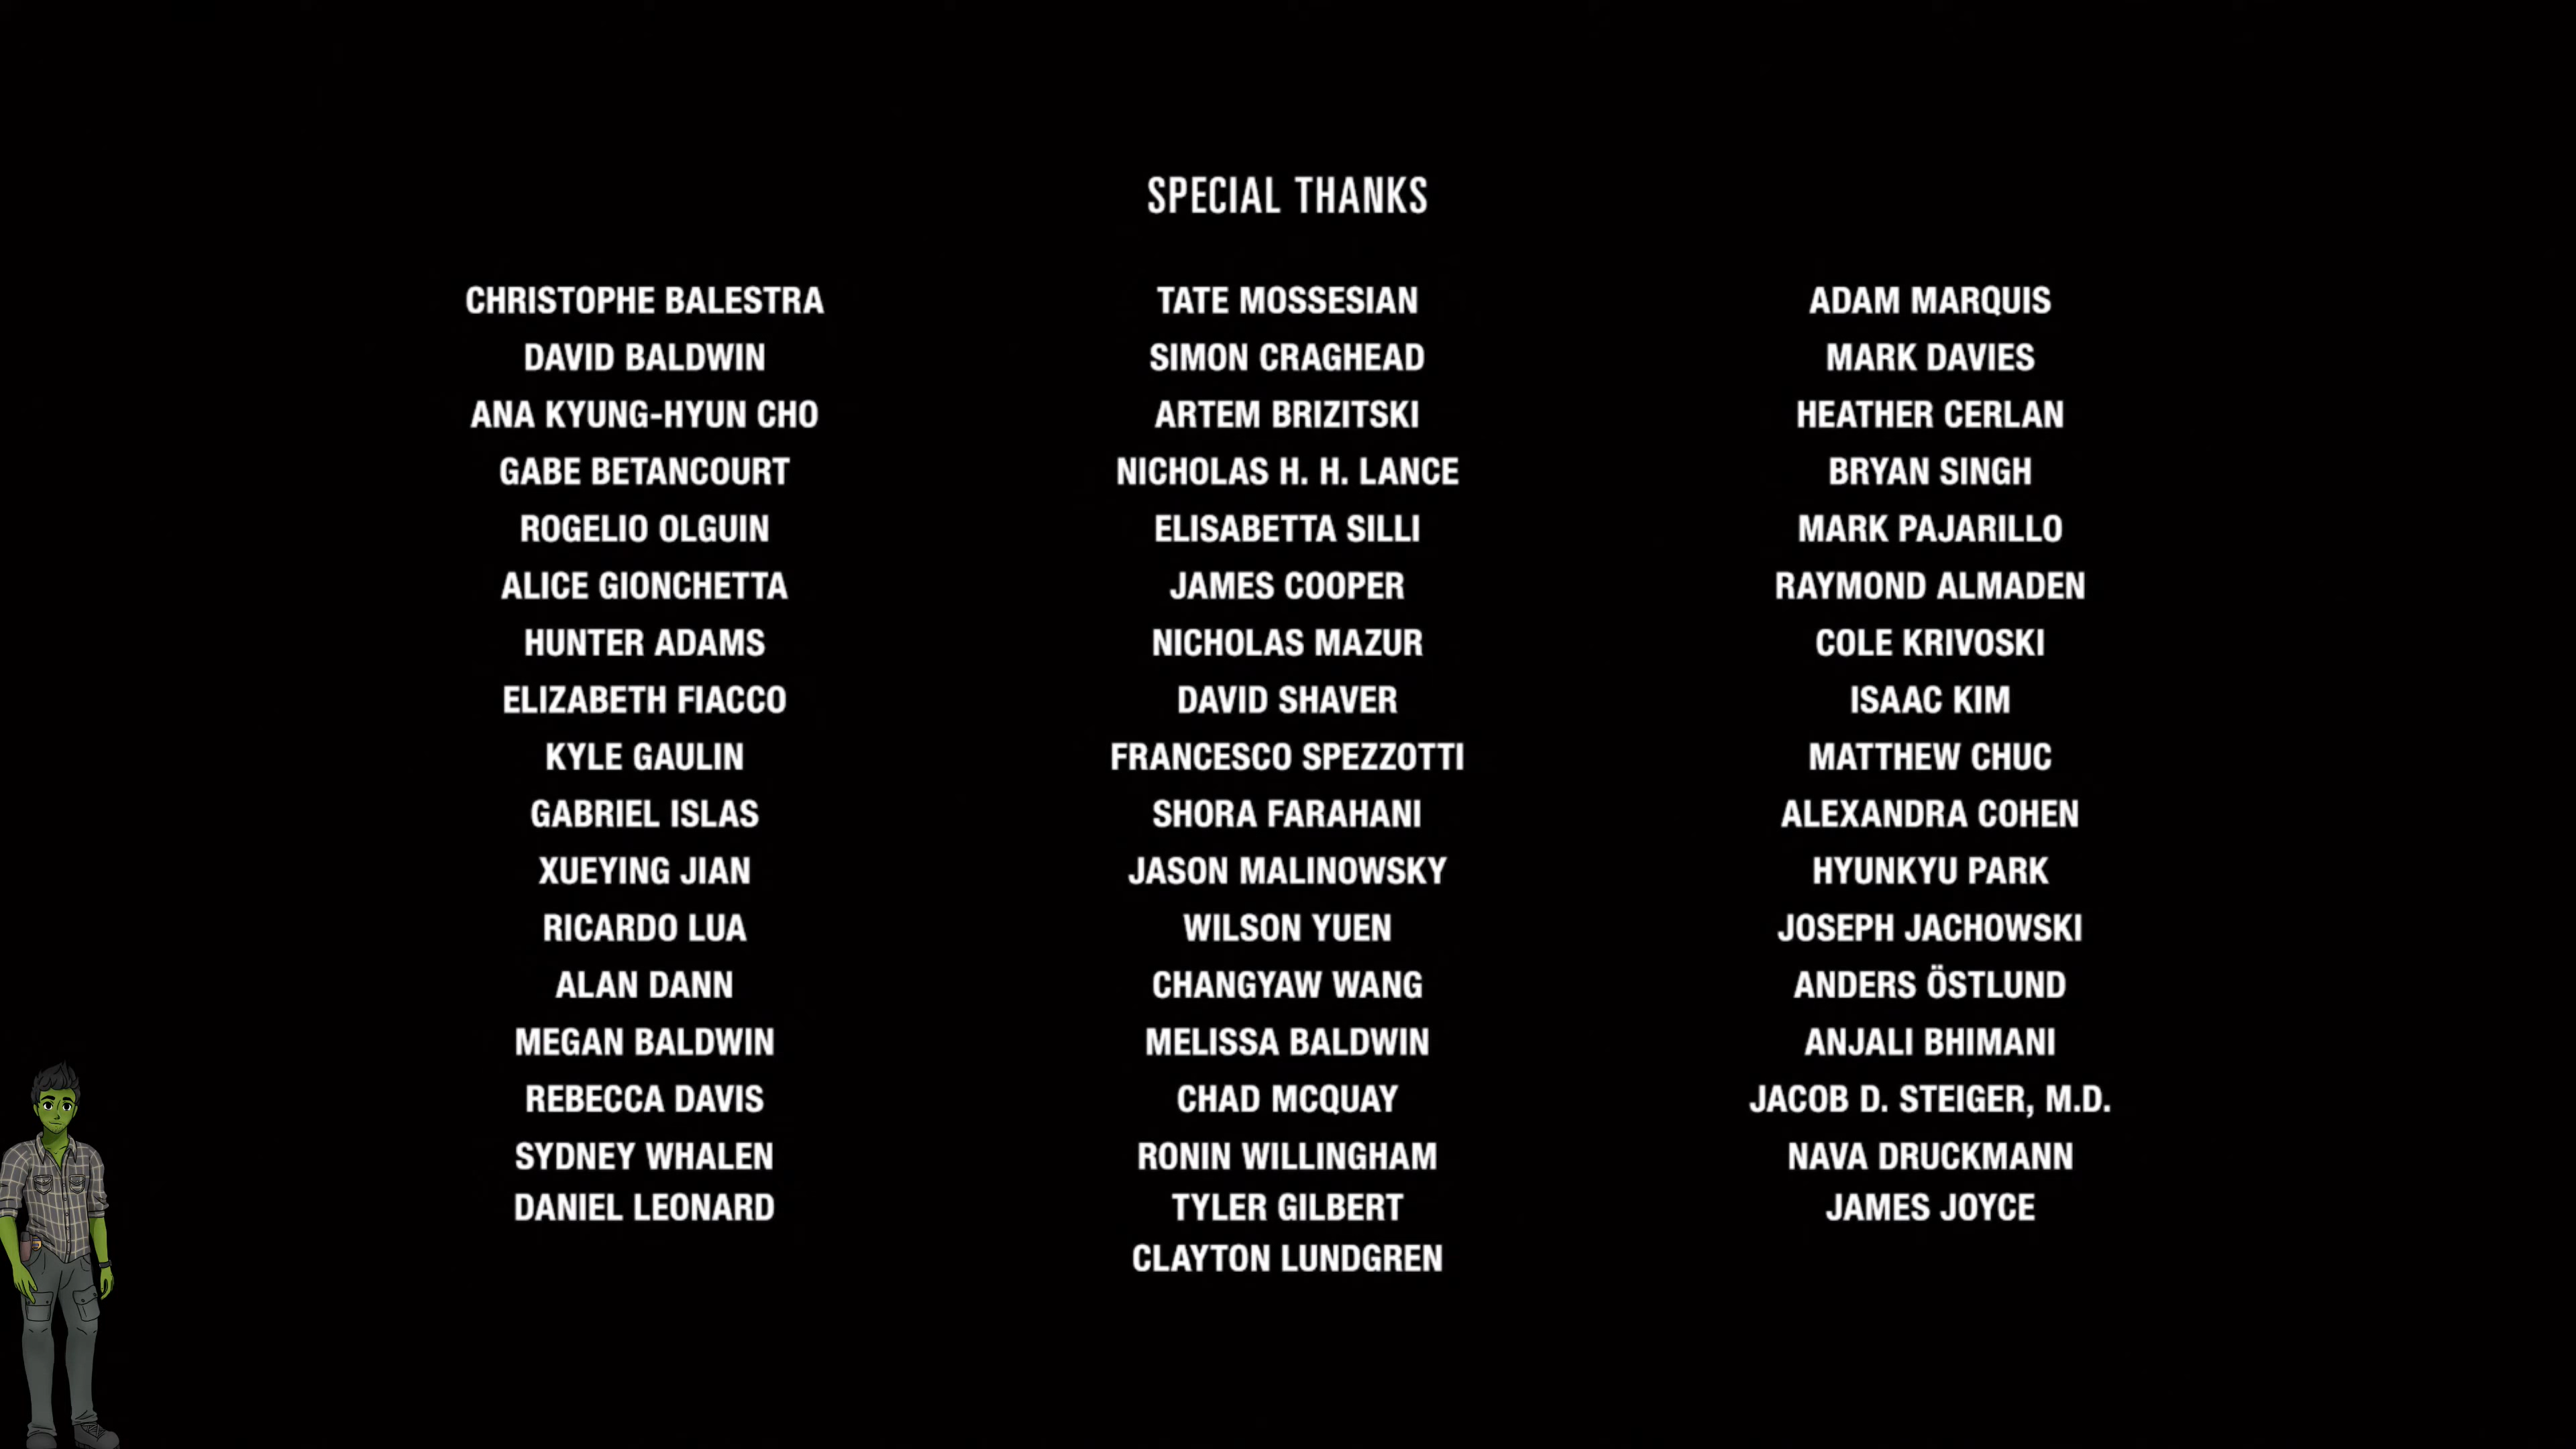 SPECIAL THANKS
CHRISTOPHE BALESTRA
DAVID BALDWIN
ANA KYUNG-HYUN CHO
GABE BETANCOURT
ROGELIO OLGUIN
ALICE GIONCHETTA
HUNTER ADAMS
ELIZABETH FIACCO
KYLE GAULIN
GABRIEL ISLAS
XUEYING JIAN
RICARDO LUA
ALAN DANN
MEGAN BALDWIN
REBECCA DAVIS
SYDNEY WHALEN
DANIEL LEONARD
TATE MOSSESIAN
SIMON CRAGHEAD
ARTEM BRIZITSKI
NICHOLAS H. H. LANCE
ELISABETTA SILLI
JAMES COOPER
NICHOLAS MAZUR
DAVID SHAVER
FRANCESCO SPEZZOTTI
SHORA FARAHANI
JASON MALINOWSKY
WILSON YUEN
CHANGYAW WANG
MELISSA BALDWIN
CHAD MCQUAY
RONIN WILLINGHAM
TYLER GILBERT
CLAYTON LUNDGREN
ADAM MARQUIS
MARK DAVIES
HEATHER CERLAN
BRYAN SINGH
MARK PAJARILLO
RAYMOND ALMADEN
COLE KRIVOSKI
ISAAC KIM
MATTHEW CHUC
ALEXANDRA COHEN
HYUNKYU PARK
JOSEPH JACHOWSKI
ANDERS ÖSTLUND
ANJALI BHIMANI
JACOB D. STEIGER, M.D.
NAVA DRUCKMANN
JAMES JOYCE